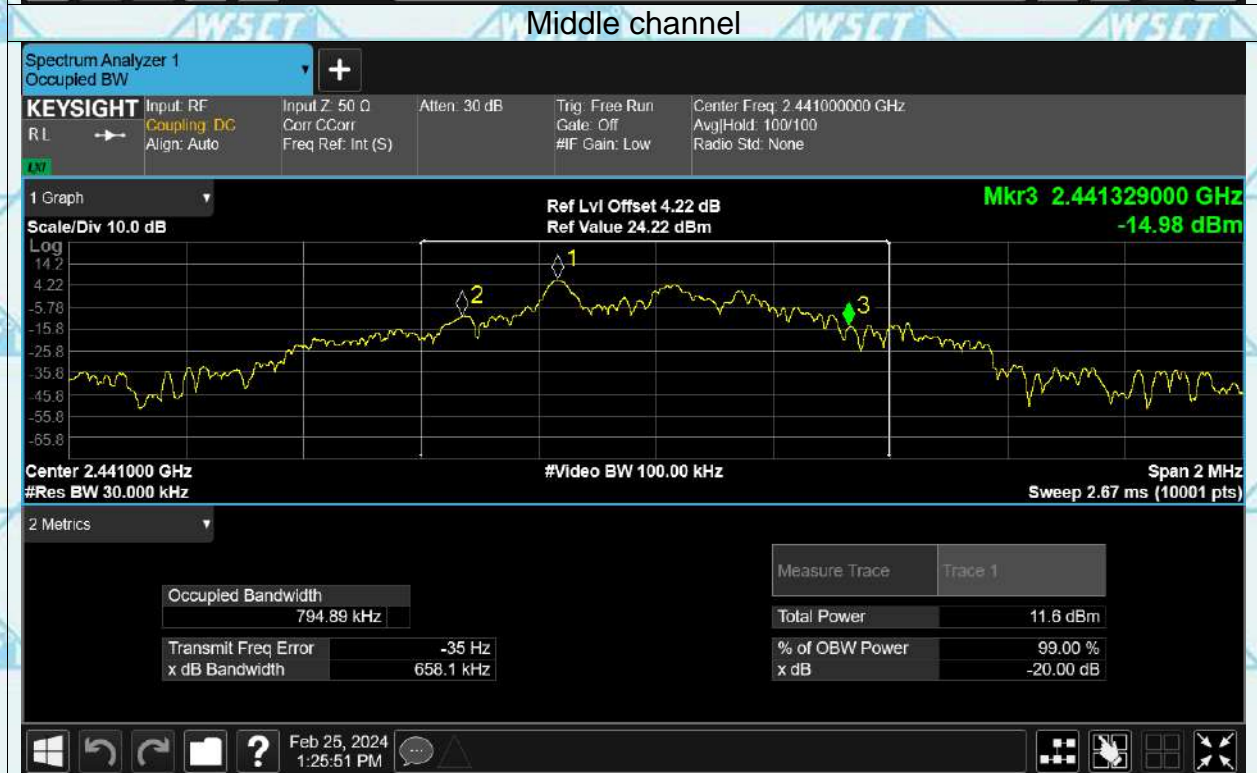 WSCT WSCT WSCT
Middle channel
Spectrum Analyzer 1
Occupied BW
+
KEYSIGHT Input: RF Input Z: 50 Ω Atten: 30 dB Trig: Free Run Center Freq: 2.441000000 GHz
RL Coupling: DC Corr CCorr Gate: Off Avg|Hold: 100/100
Align: Auto Freq Ref: Int (S) #IF Gain: Low Radio Std: None
LXI
1 Graph Ref Lvl Offset 4.22 dB Mkr3 2.441329000 GHz
Scale/Div 10.0 dB Ref Value 24.22 dBm -14.98 dBm
Log
14.2
4.22
-5.78
-15.8
-25.8
-35.8
-45.8
-55.8
-65.8
1
2
3
Center 2.441000 GHz #Video BW 100.00 kHz Span 2 MHz
#Res BW 30.000 kHz Sweep 2.67 ms (10001 pts)
2 Metrics
Measure Trace Trace 1
Occupied Bandwidth
794.89 kHz Total Power 11.6 dBm
Transmit Freq Error -35 Hz % of OBW Power 99.00 %
x dB Bandwidth 658.1 kHz x dB -20.00 dB
? Feb 25, 2024
1:25:51 PM